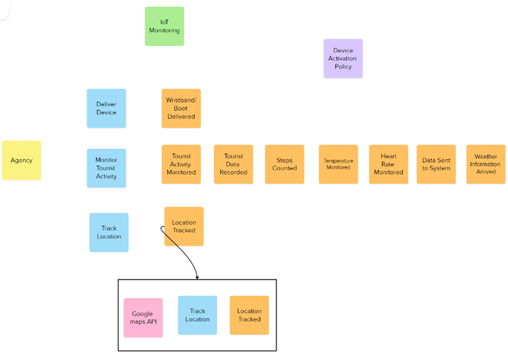 IoT
Monitoring
Device
Activation
Policy
Deliver
Device
Wristband/
Boot
Delivered
Agency
Monitor
Tourist
Activity
Tourist
Activity
Monitored
Tourist
Data
Recorded
Steps
Counted
Temperature
Monitored
Heart
Rate
Monitored
Data Sent
to System
Weather
Information
Arrived
Track
Location
Location
Tracked
Google
maps API
Track
Location
Location
Tracked